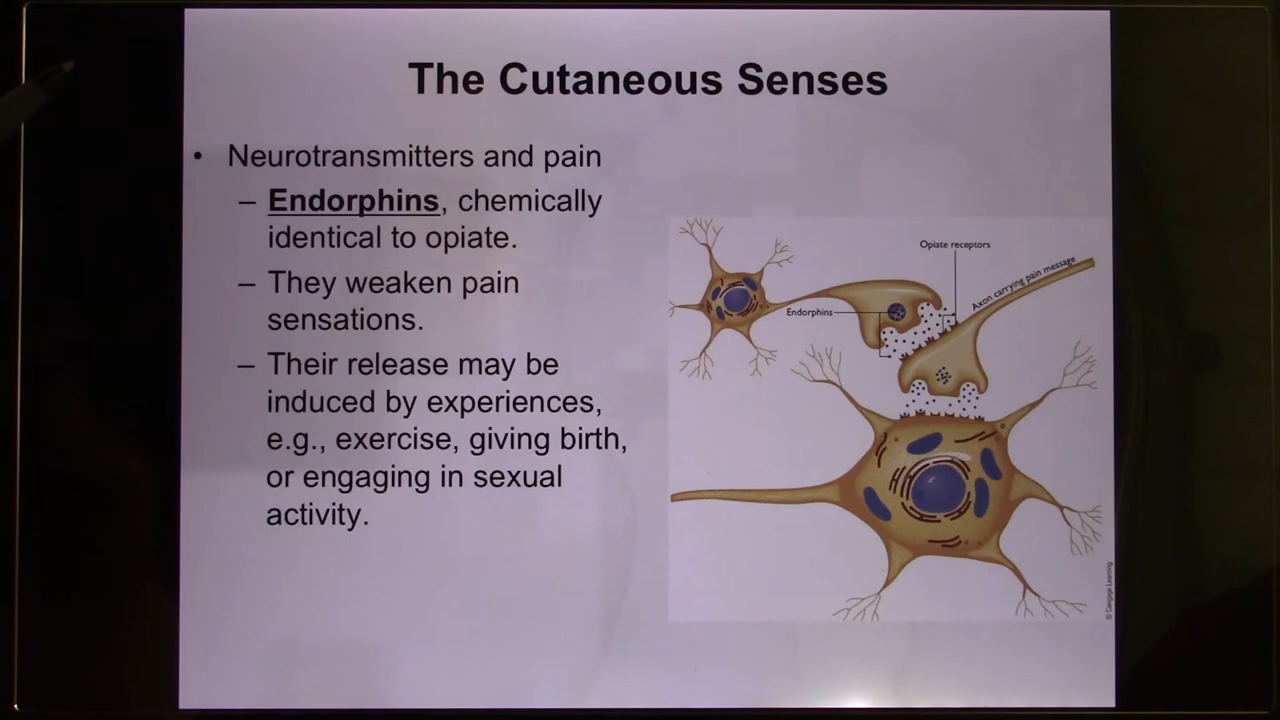 The Cutaneous Senses
• Neurotransmitters and pain
– Endorphins, chemically
identical to opiate.
– They weaken pain
sensations.
– Their release may be
induced by experiences,
e.g., exercise, giving birth,
or engaging in sexual
activity.
Opiate receptors
Axon carrying pain message
Endorphins
© Cengage Learning